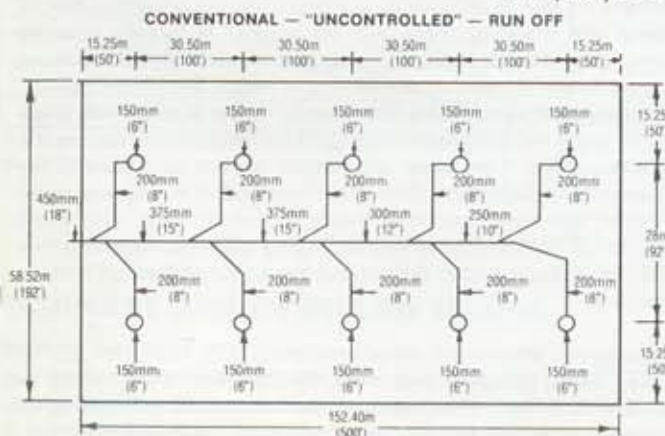 CONVENTIONAL — "UNCONTROLLED" — RUN OFF
15.25m 30.50m 30.50m 30.50m 30.50m 15.25m
(50') (100') (100') (100') (100') (50')
150mm 150mm 150mm 150mm 150mm
(6") (6") (6") (6") (6")
15.25
(50'
200mm 200mm 200mm 200mm 200mm
(8") (8") (8") (8") (8")
450mm
(18")
375mm 375mm 300mm 250mm
(15") (15") (12") (10")
28m
(92')
58.52m
(192')
200mm 200mm 200mm 200mm 200mm
(8") (8") (8") (8") (8")
15.25
(50
150mm 150mm 150mm 150mm 150mm
(6") (6") (6") (6") (6")
152.40m
(500')